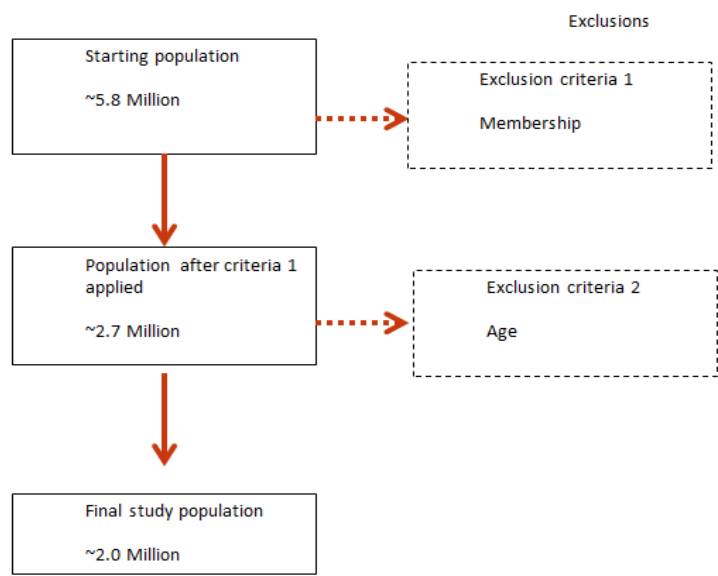 Exclusions
Starting population
~5.8 Million
Exclusion criteria 1
Membership
Population after criteria 1
applied
~2.7 Million
Exclusion criteria 2
Age
Final study population
~2.0 Million